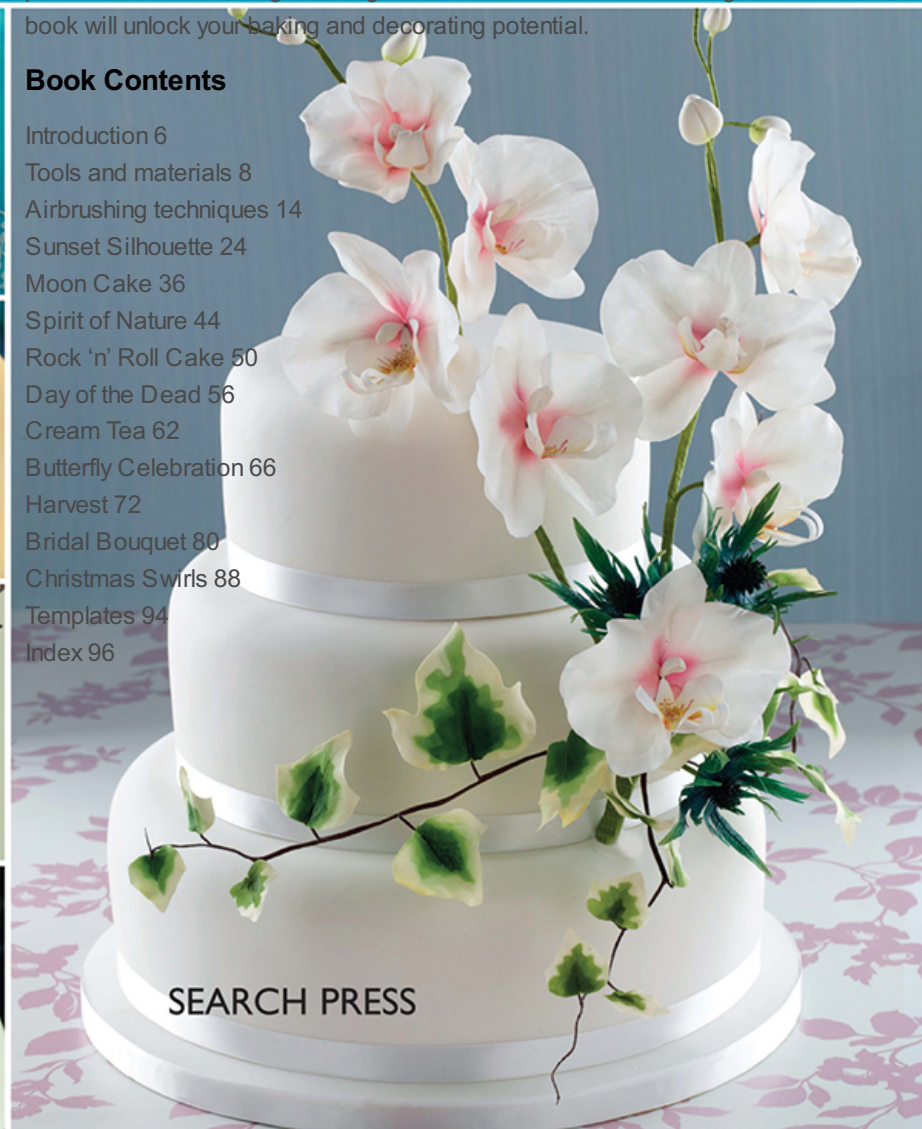 book will unlock your baking and decorating potential.
Book Contents
Introduction 6
Tools and materials 8
Airbrushing techniques 14
Sunset Silhouette 24
Moon Cake 36
Spirit of Nature 44
Rock ‘n’ Roll Cake 50
Day of the Dead 56
Cream Tea 62
Butterfly Celebration 66
Harvest 72
Bridal Bouquet 80
Christmas Swirls 88
Templates 94
Index 96
SEARCH PRESS